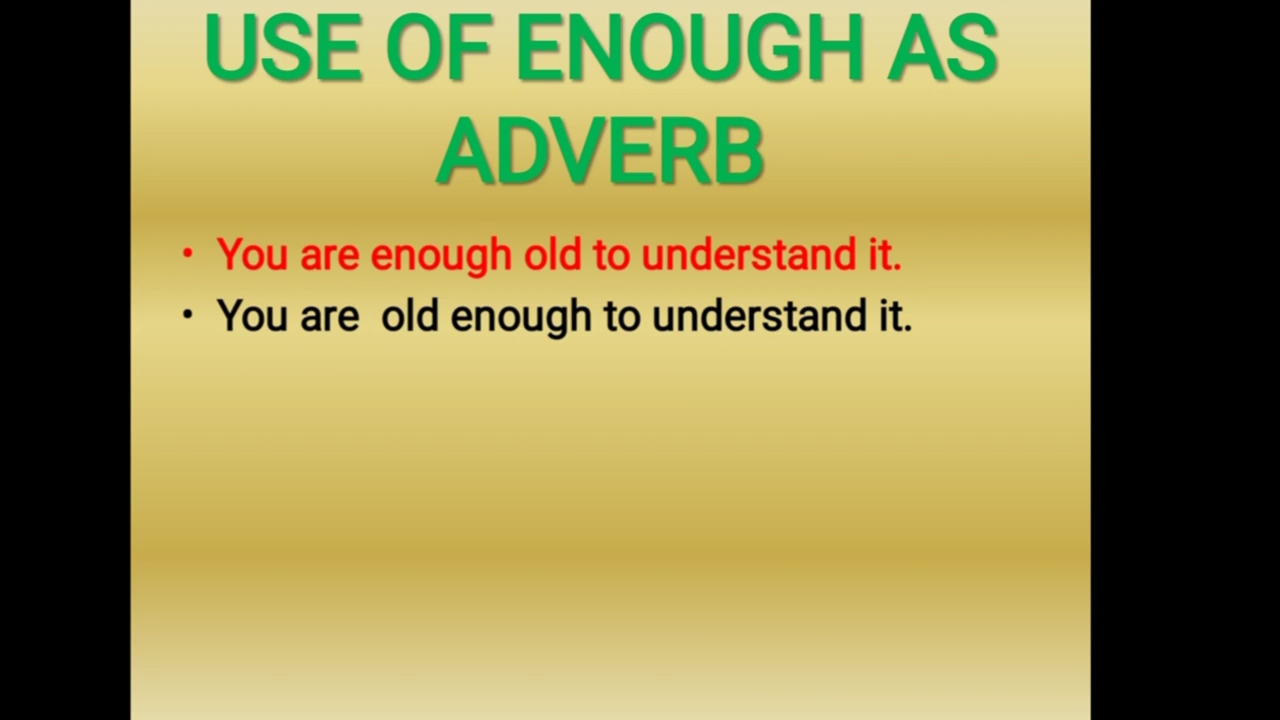 USE OF ENOUGH AS
ADVERB
• You are enough old to understand it.
• You are  old enough to understand it.